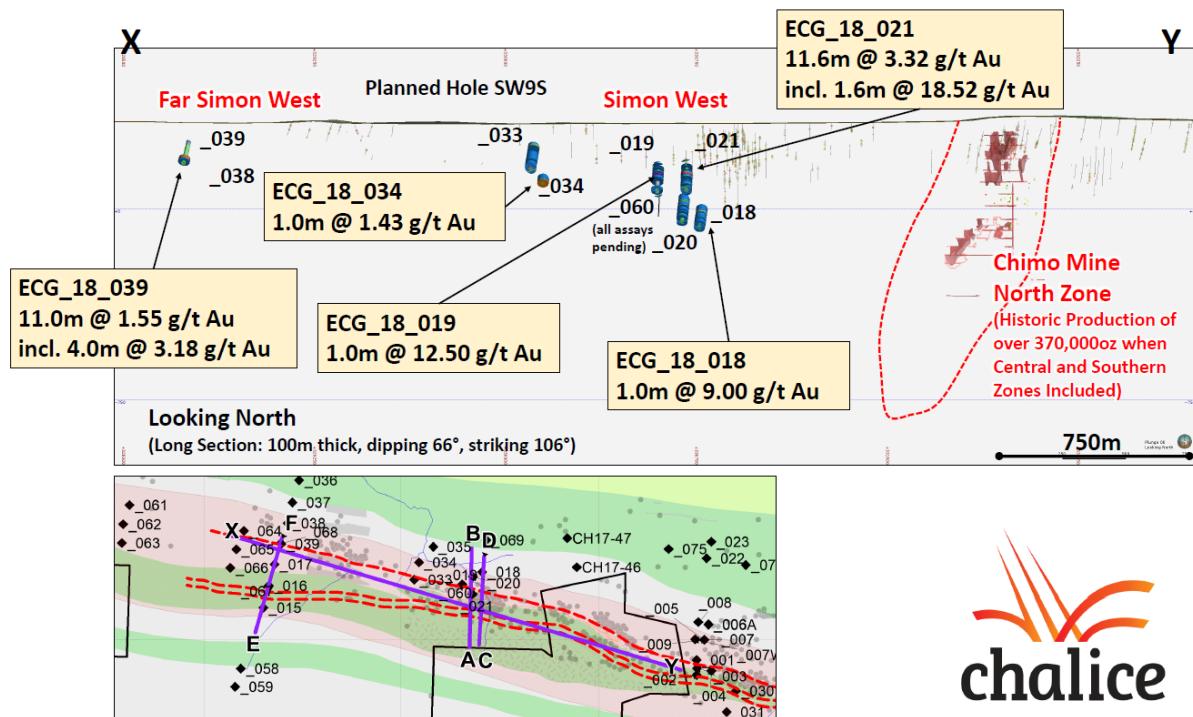 X
Y
ECG_18_021
11.6m @ 3.32 g/t Au
incl. 1.6m @ 18.52 g/t Au
Planned Hole SW9S
Far Simon West
Simon West
_039
_038
_033
_034
_019
_021
_060
(all assays
pending)
_020
_018
ECG_18_034
1.0m @ 1.43 g/t Au
ECG_18_039
11.0m @ 1.55 g/t Au
incl. 4.0m @ 3.18 g/t Au
ECG_18_019
1.0m @ 12.50 g/t Au
ECG_18_018
1.0m @ 9.00 g/t Au
Chimo Mine
North Zone
(Historic Production of
over 370,000oz when
Central and Southern
Zones Included)
Looking North
(Long Section: 100m thick, dipping 66°, striking 106°)
750m
Looking North
_036
_061
_037
_062
_038
_063
X
_064
F
_068
_065
_039
_066
_017
_016
_015
E
_058
_059
B
D
_069
_035
_034
_033
_018
_020
_060
_021
A
C
CH17-47
CH17-46
_075
_023
_022
_005
_008
_006A
_007
_009
_001
_002
_003
_004
_030
_031
Y
chalice